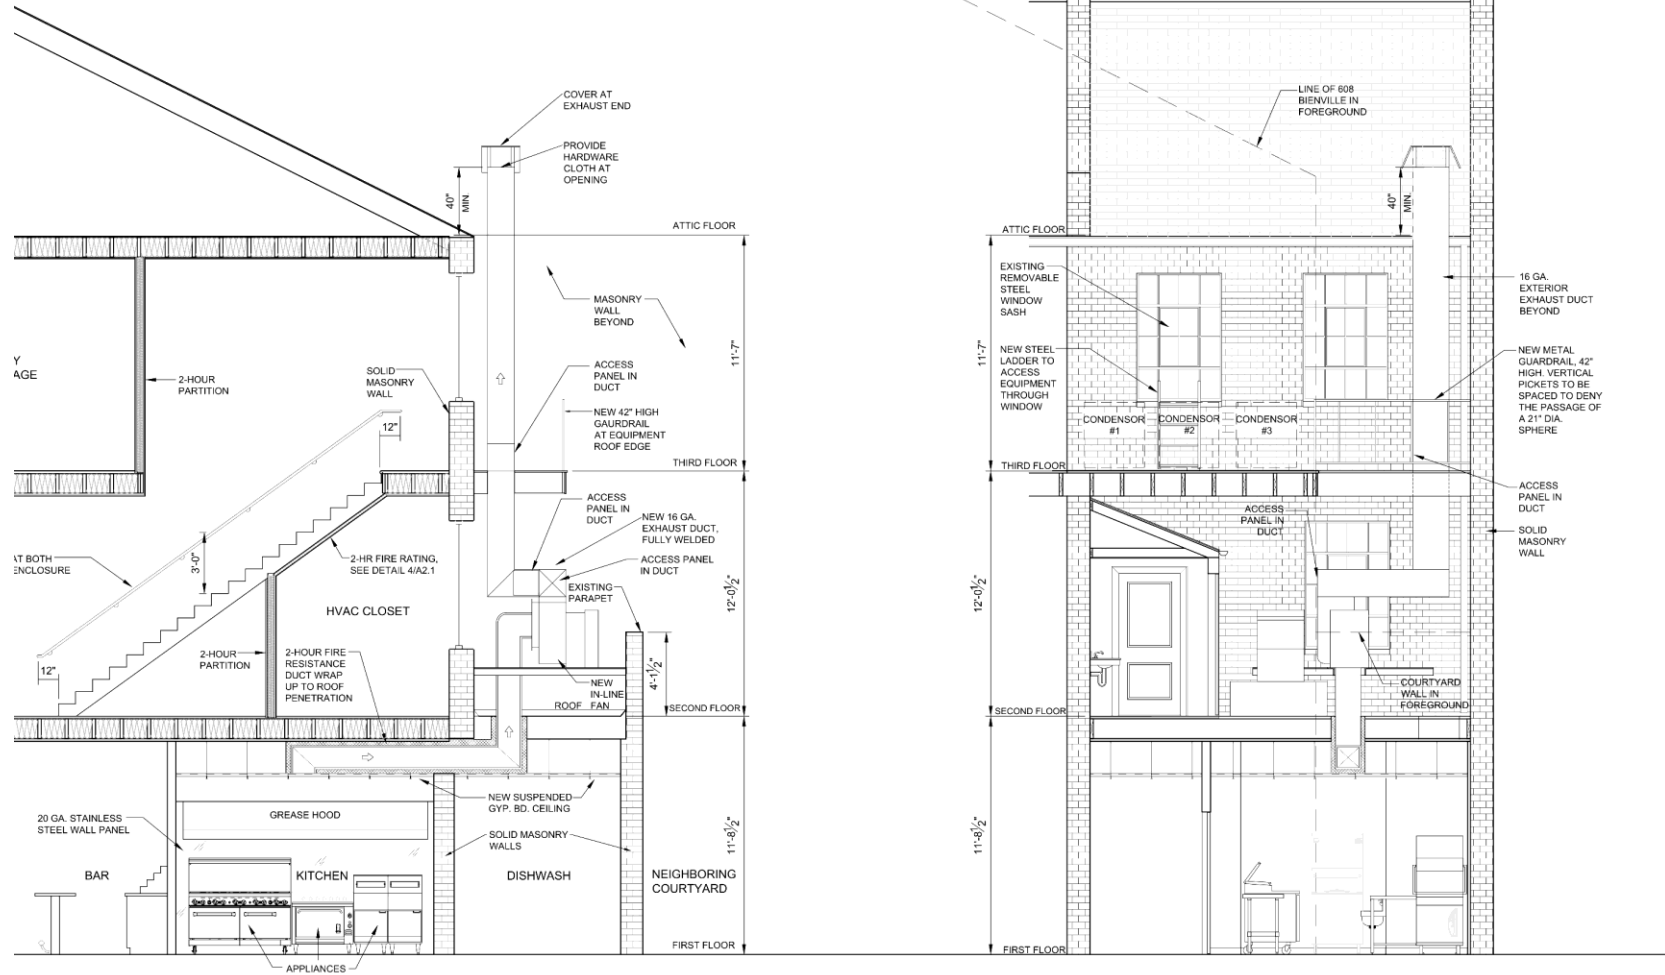 COVER AT
EXHAUST END
PROVIDE
HARDWARE
CLOTH AT
OPENING
40"
MIN.
ATTIC FLOOR
MASONRY
WALL
BEYOND
11'-7"
Y
AGE
2-HOUR
PARTITION
SOLID
MASONRY
WALL
ACCESS
PANEL IN
DUCT
12"
NEW 42" HIGH
GAURDRAIL
AT EQUIPMENT
ROOF EDGE
THIRD FLOOR
ACCESS
PANEL IN
DUCT
NEW 16 GA.
EXHAUST DUCT,
FULLY WELDED
ACCESS PANEL
IN DUCT
AT BOTH
ENCLOSURE
3'-0"
2-HR FIRE RATING,
SEE DETAIL 4/A2.1
EXISTING
PARAPET
12'-0½"
HVAC CLOSET
12"
2-HOUR
PARTITION
2-HOUR FIRE
RESISTANCE
DUCT WRAP
UP TO ROOF
PENETRATION
NEW
IN-LINE
FAN
ROOF
4'-1½"
SECOND FLOOR
NEW SUSPENDED
GYP. BD. CEILING
GREASE HOOD
20 GA. STAINLESS
STEEL WALL PANEL
SOLID MASONRY
WALLS
11'-8½"
BAR
KITCHEN
DISHWASH
NEIGHBORING
COURTYARD
FIRST FLOOR
APPLIANCES
LINE OF 608
BIENVILLE IN
FOREGROUND
40"
MIN.
ATTIC FLOOR
EXISTING
REMOVABLE
STEEL
WINDOW
SASH
16 GA.
EXTERIOR
EXHAUST DUCT
BEYOND
11'-7"
NEW STEEL
LADDER TO
ACCESS
EQUIPMENT
THROUGH
WINDOW
NEW METAL
GUARDRAIL, 42"
HIGH. VERTICAL
PICKETS TO BE
SPACED TO DENY
THE PASSAGE OF
A 21" DIA.
SPHERE
CONDENSOR
#1
CONDENSOR
#2
CONDENSOR
#3
THIRD FLOOR
ACCESS
PANEL IN
DUCT
ACCESS
PANEL IN
DUCT
SOLID
MASONRY
WALL
12'-0½"
COURTYARD
WALL IN
FOREGROUND
SECOND FLOOR
11'-8½"
FIRST FLOOR